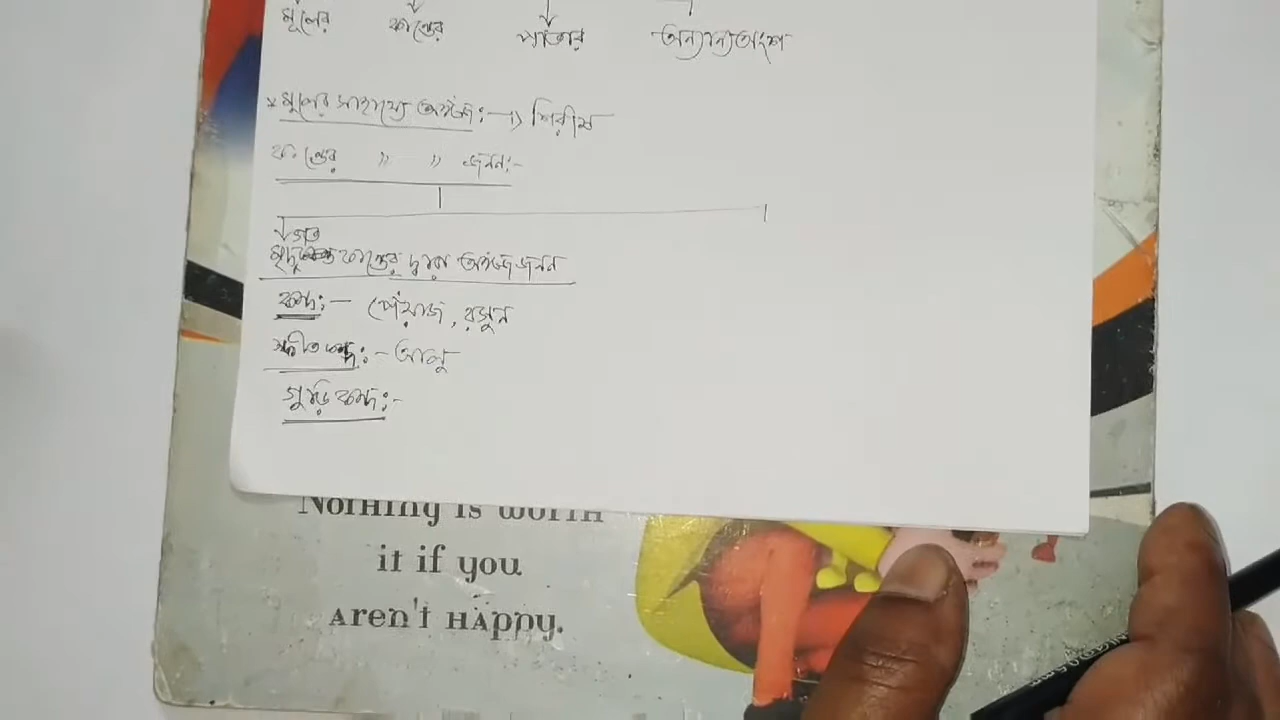 মূলের কান্ডের পাতার অন্যান্য অংশ
* মূলের সাহায্যে অঙ্গজ :- → শিরীষ
কান্ডের " " জনন :-
গত
মৃদ কান্ডের দ্বারা অঙ্গজ জনন
কন্দ :- পেঁয়াজ, রসুন
স্ফীত কন্দ :- আলু
গুড়ি কন্দ :-
Nothing is worth
it if you
Aren't HAppy.